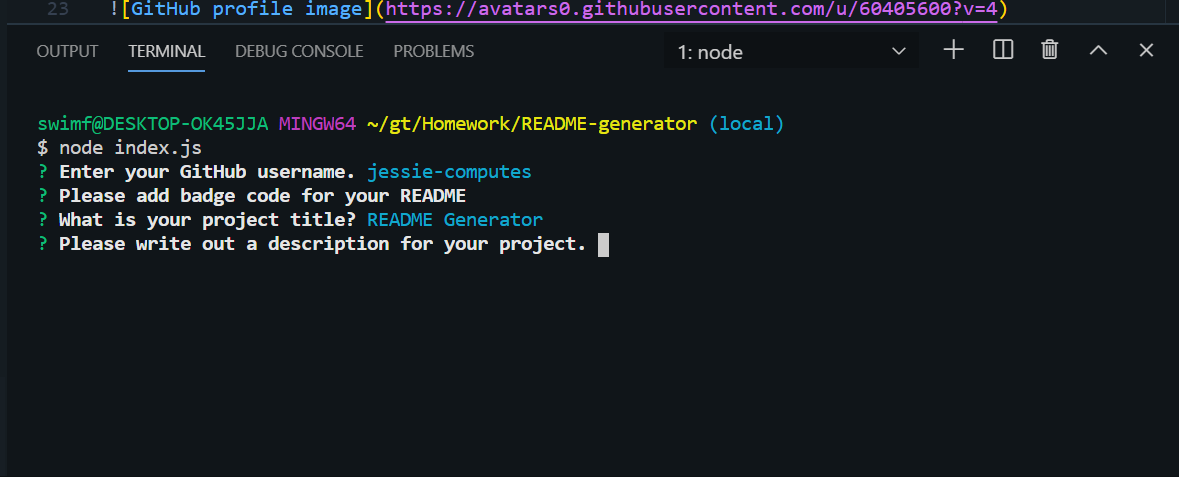 23 ![GitHub profile image](https://avatars0.githubusercontent.com/u/60405600?v=4)
OUTPUT TERMINAL DEBUG CONSOLE PROBLEMS 1: node
swimf@DESKTOP-OK45JJA MINGW64 ~/gt/Homework/README-generator (local)
$ node index.js
? Enter your GitHub username. jessie-computes
? Please add badge code for your README
? What is your project title? README Generator
? Please write out a description for your project.